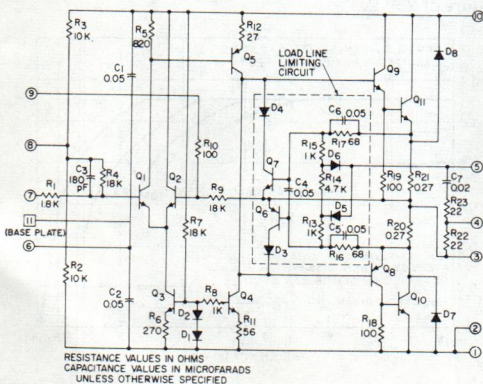 R3
10K
R5
820
R12
27
LOAD LINE
LIMITING
CIRCUIT
10
Q5
Q9
D8
C1
0.05
Q11
9
D4
C6
0.05
R17
68
R10
100
R15
1K
D6
8
Q7
5
C3
180
pF
R4
18K
Q1
Q2
C4
0.05
R14
4.7K
R19
100
R21
0.27
C7
0.02
7
R1
1.8K
R9
18K
D5
R23
22
11
(BASE PLATE)
R7
18K
Q6
R13
1K
C5
0.05
R20
0.27
4
R22
22
6
D3
R16
68
3
R2
10K
C2
0.05
Q3
R8
1K
Q4
Q8
Q10
D2
D1
R6
270
R11
56
R18
100
D7
2
1
RESISTANCE VALUES IN OHMS
CAPACITANCE VALUES IN MICROFARADS
UNLESS OTHERWISE SPECIFIED